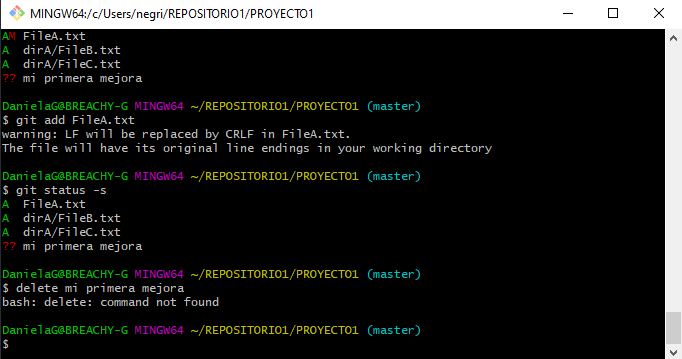 MINGW64:/c/Users/negri/REPOSITORIO1/PROYECTO1
AM FileA.txt
A  dirA/FileB.txt
A  dirA/FileC.txt
?? mi primera mejora
DanielaG@BREACHY-G MINGW64 ~/REPOSITORIO1/PROYECTO1 (master)
$ git add FileA.txt
warning: LF will be replaced by CRLF in FileA.txt.
The file will have its original line endings in your working directory
DanielaG@BREACHY-G MINGW64 ~/REPOSITORIO1/PROYECTO1 (master)
$ git status -s
A  FileA.txt
A  dirA/FileB.txt
A  dirA/FileC.txt
?? mi primera mejora
DanielaG@BREACHY-G MINGW64 ~/REPOSITORIO1/PROYECTO1 (master)
$ delete mi primera mejora
bash: delete: command not found
DanielaG@BREACHY-G MINGW64 ~/REPOSITORIO1/PROYECTO1 (master)
$